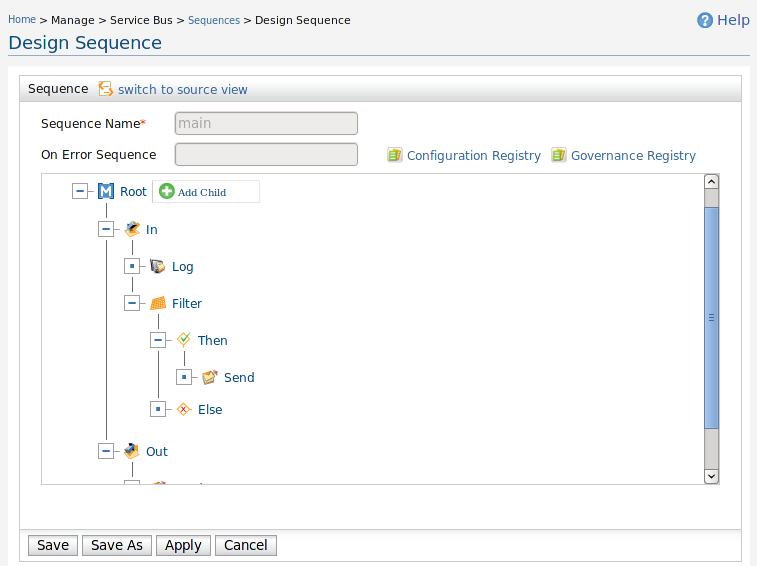 Home > Manage > Service Bus > Sequences > Design Sequence
Help
Design Sequence
Sequence switch to source view
Sequence Name* main
On Error Sequence Configuration Registry Governance Registry
Root Add Child
In
Log
Filter
Then
Send
Else
Out
Save Save As Apply Cancel